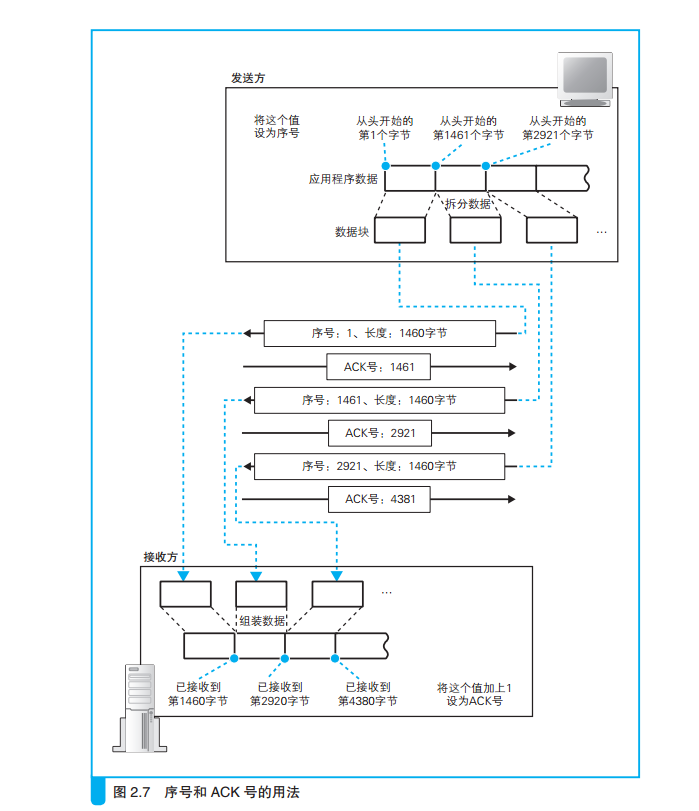 发送方
将这个值
设为序号
从头开始的
第1个字节
从头开始的
第1461个字节
从头开始的
第2921个字节
应用程序数据
拆分数据
数据块
…
序号：1、长度：1460字节
ACK号：1461
序号：1461、长度：1460字节
ACK号：2921
序号：2921、长度：1460字节
ACK号：4381
接收方
…
组装数据
已接收到
第1460字节
已接收到
第2920字节
已接收到
第4380字节
将这个值加上1
设为ACK号
图 2.7 序号和 ACK 号的用法